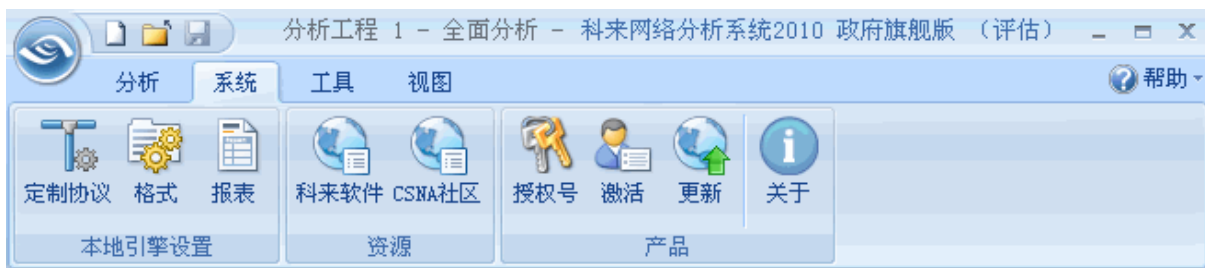 分析工程 1 - 全面分析 - 科来网络分析系统2010 政府旗舰版 （评估）
分析 系统 工具 视图 帮助
定制协议 格式 报表 科来软件 CSNA社区 授权号 激活 更新 关于
本地引擎设置 资源 产品